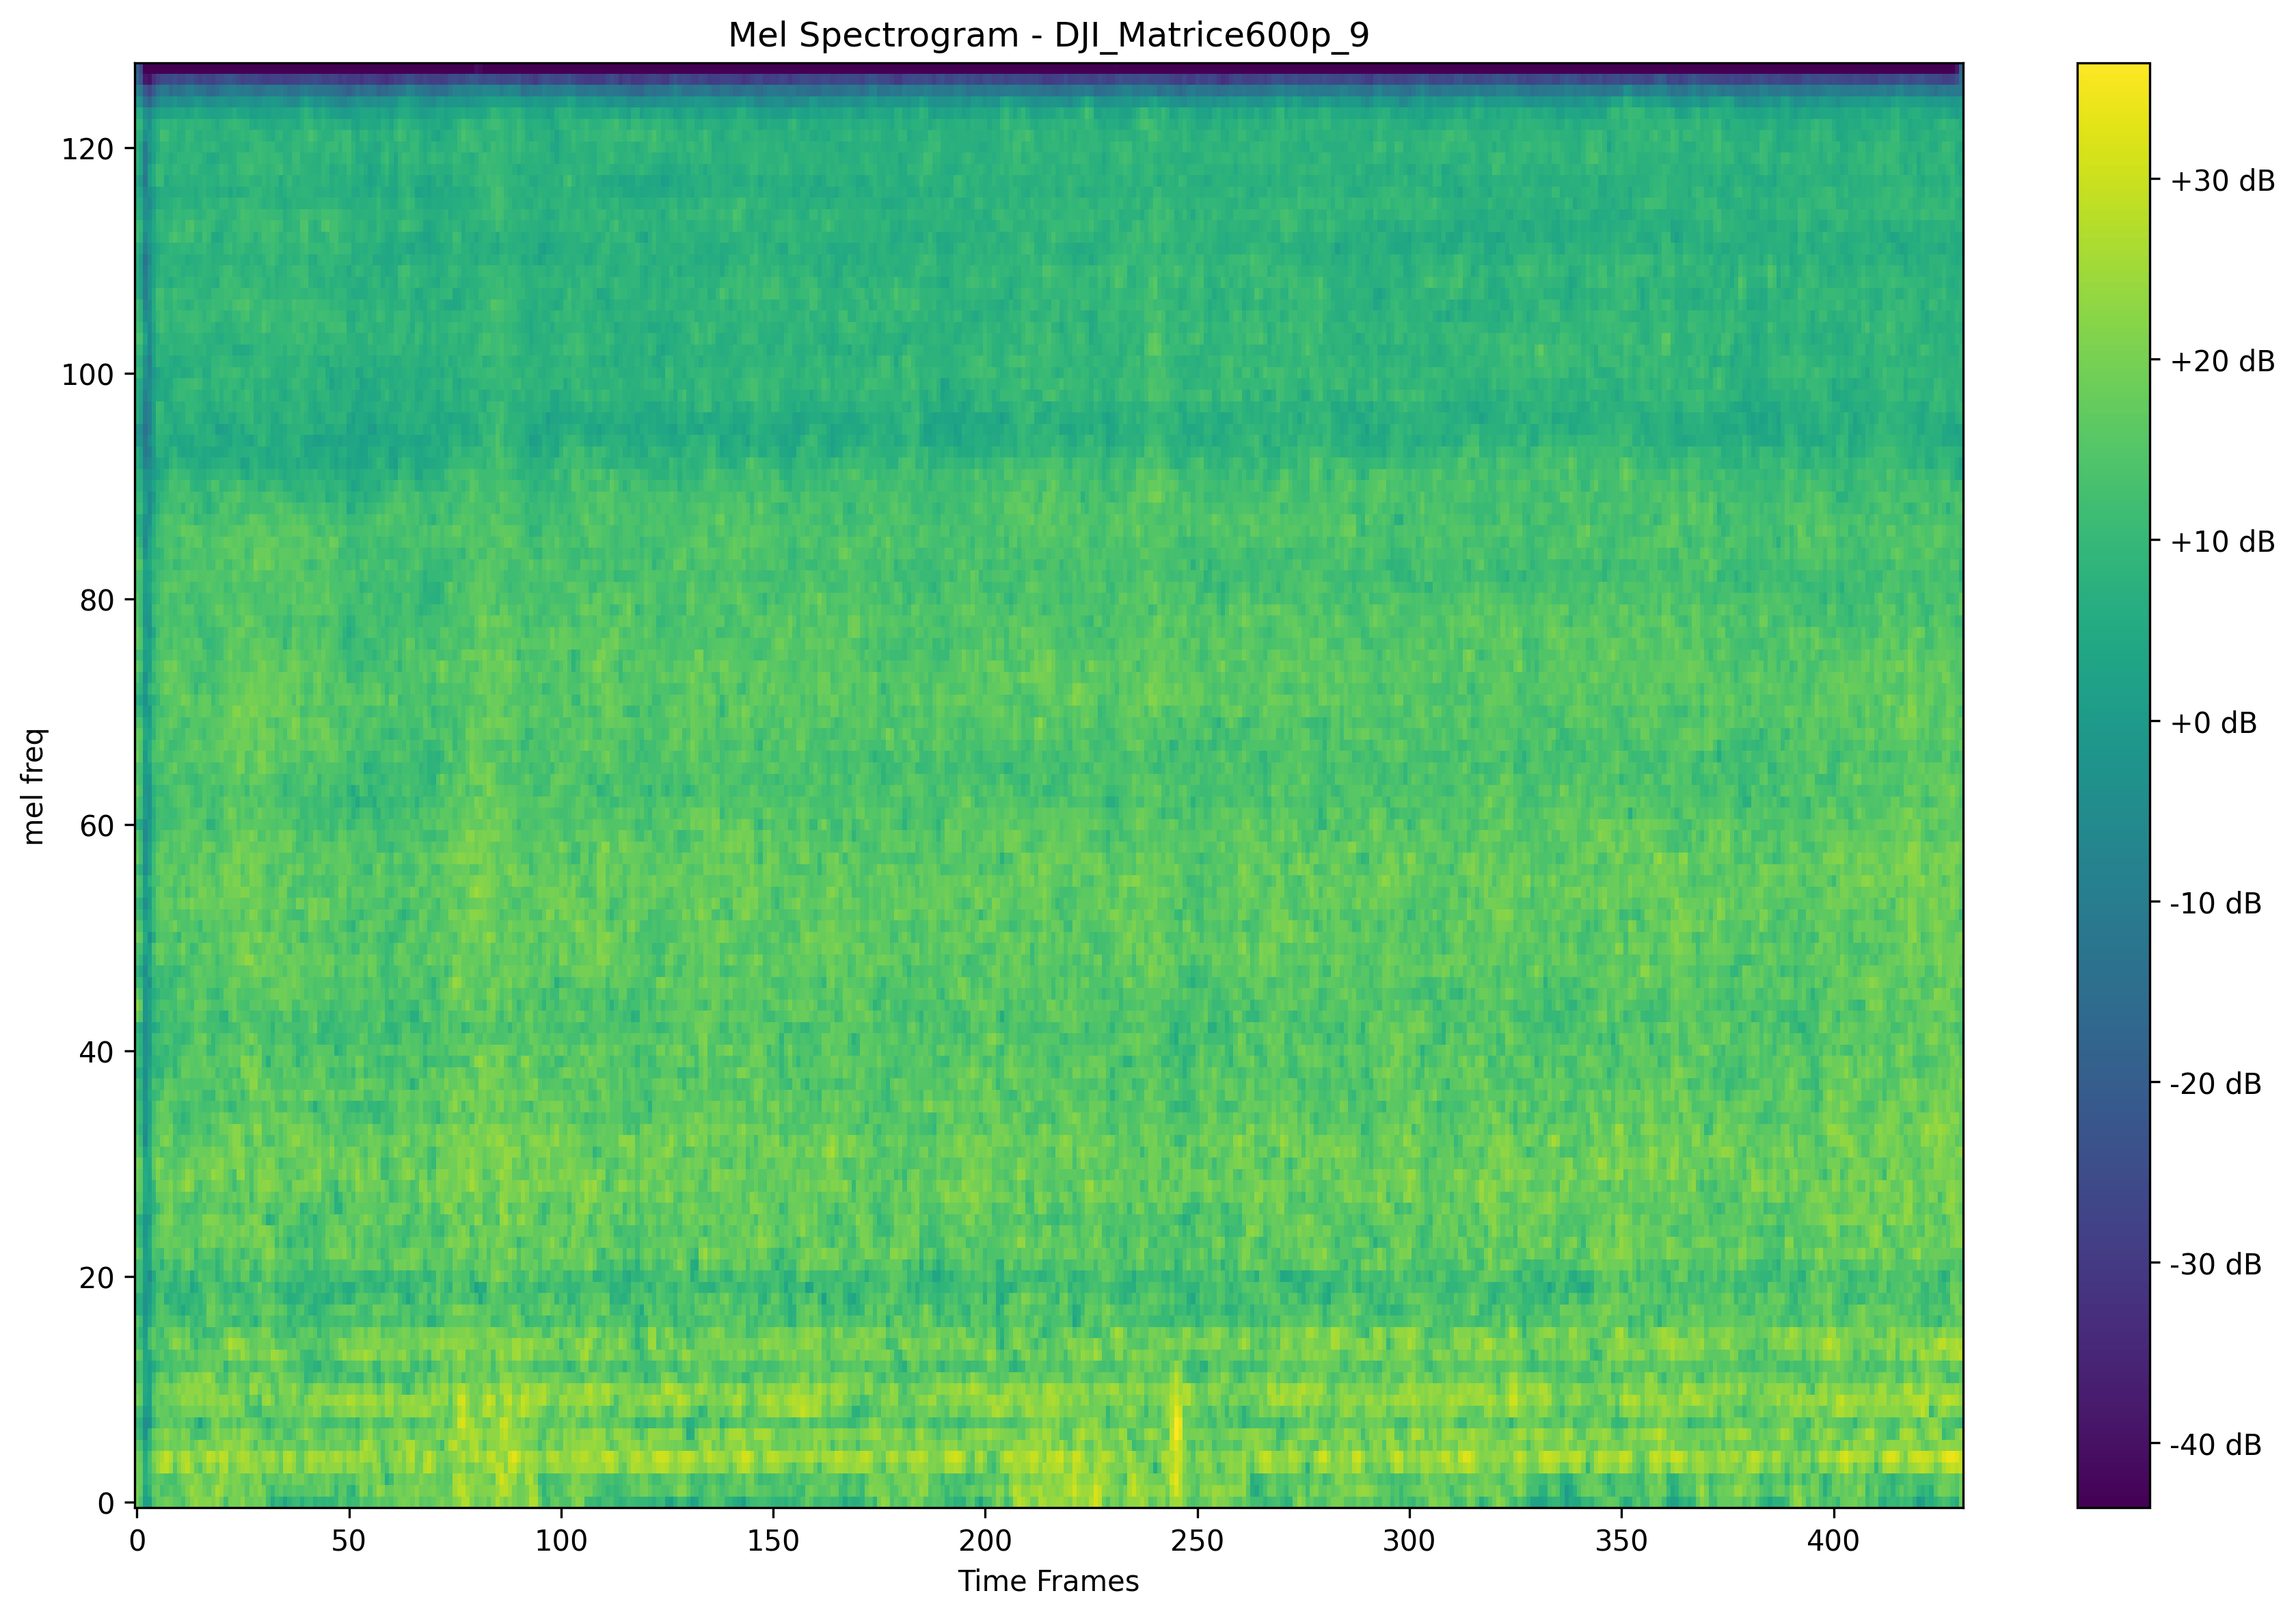 Mel Spectrogram - DJI_Matrice600p_9
mel freq
120
100
80
60
40
20
0
0 50 100 150 200 250 300 350 400
Time Frames
+30 dB
+20 dB
+10 dB
+0 dB
-10 dB
-20 dB
-30 dB
-40 dB